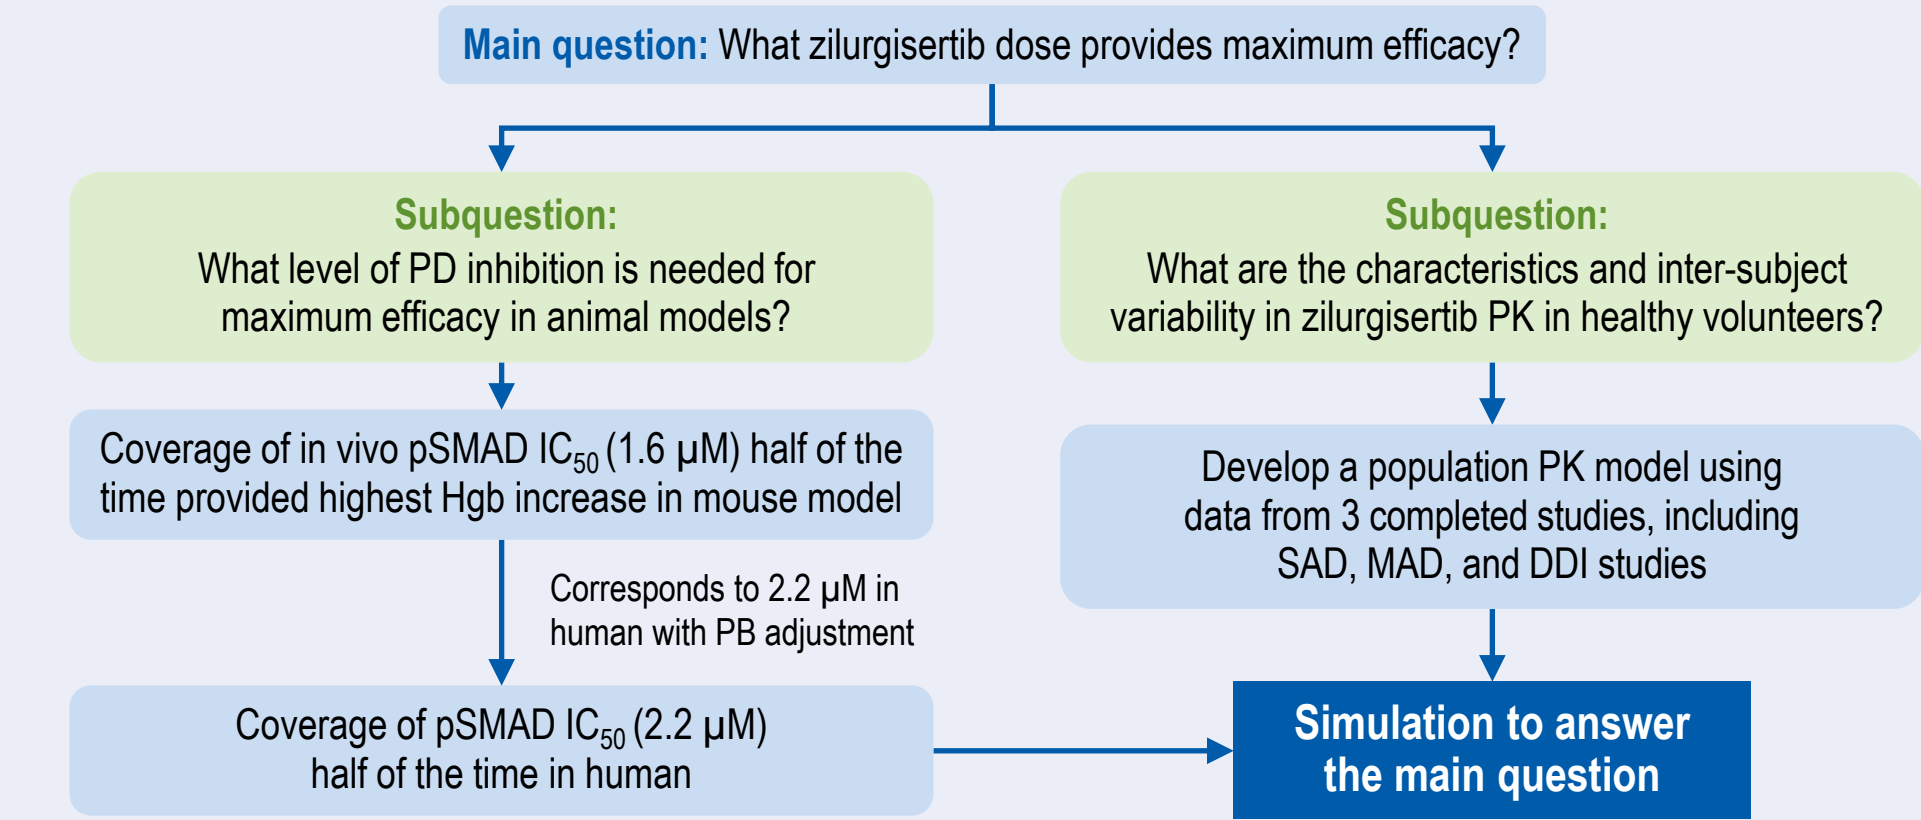 Main question: What zilurgisertib dose provides maximum efficacy?
Subquestion:
What level of PD inhibition is needed for
maximum efficacy in animal models?
Subquestion:
What are the characteristics and inter-subject
variability in zilurgisertib PK in healthy volunteers?
Coverage of in vivo pSMAD IC50 (1.6 µM) half of the
time provided highest Hgb increase in mouse model
Develop a population PK model using
data from 3 completed studies, including
SAD, MAD, and DDI studies
Corresponds to 2.2 µM in
human with PB adjustment
Coverage of pSMAD IC50 (2.2 µM)
half of the time in human
Simulation to answer
the main question